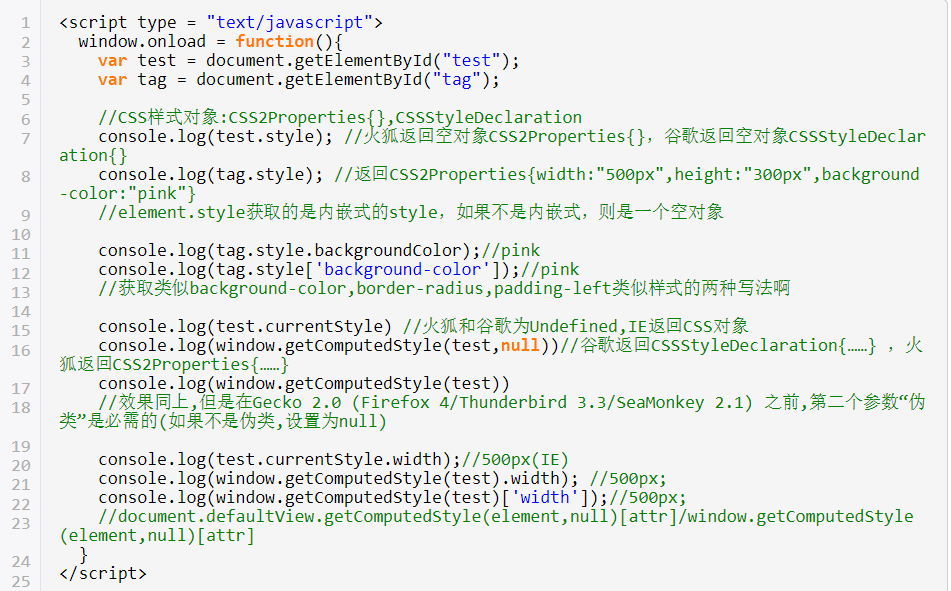 1 <script type = "text/javascript">
2 window.onload = function(){
3 var test = document.getElementById("test");
4 var tag = document.getElementById("tag");
5
6 //CSS样式对象:CSS2Properties{},CSSStyleDeclaration
7 console.log(test.style); //火狐返回空对象CSS2Properties{}，谷歌返回空对象CSSStyleDeclar
ation{}
8 console.log(tag.style); //返回CSS2Properties{width:"500px",height:"300px",background
-color:"pink"}
9 //element.style获取的是内嵌式的style，如果不是内嵌式，则是一个空对象
10
11 console.log(tag.style.backgroundColor);//pink
12 console.log(tag.style['background-color']);//pink
13 //获取类似background-color,border-radius,padding-left类似样式的两种写法啊
14
15 console.log(test.currentStyle) //火狐和谷歌为Undefined,IE返回CSS对象
16 console.log(window.getComputedStyle(test,null))//谷歌返回CSSStyleDeclaration{……} ，火
狐返回CSS2Properties{……}
17 console.log(window.getComputedStyle(test))
18 //效果同上,但是在Gecko 2.0 (Firefox 4/Thunderbird 3.3/SeaMonkey 2.1) 之前,第二个参数“伪
类”是必需的(如果不是伪类,设置为null)
19
20 console.log(test.currentStyle.width);//500px(IE)
21 console.log(window.getComputedStyle(test).width); //500px;
22 console.log(window.getComputedStyle(test)['width']);//500px;
23 //document.defaultView.getComputedStyle(element,null)[attr]/window.getComputedStyle
(element,null)[attr]
24 }
25 </script>